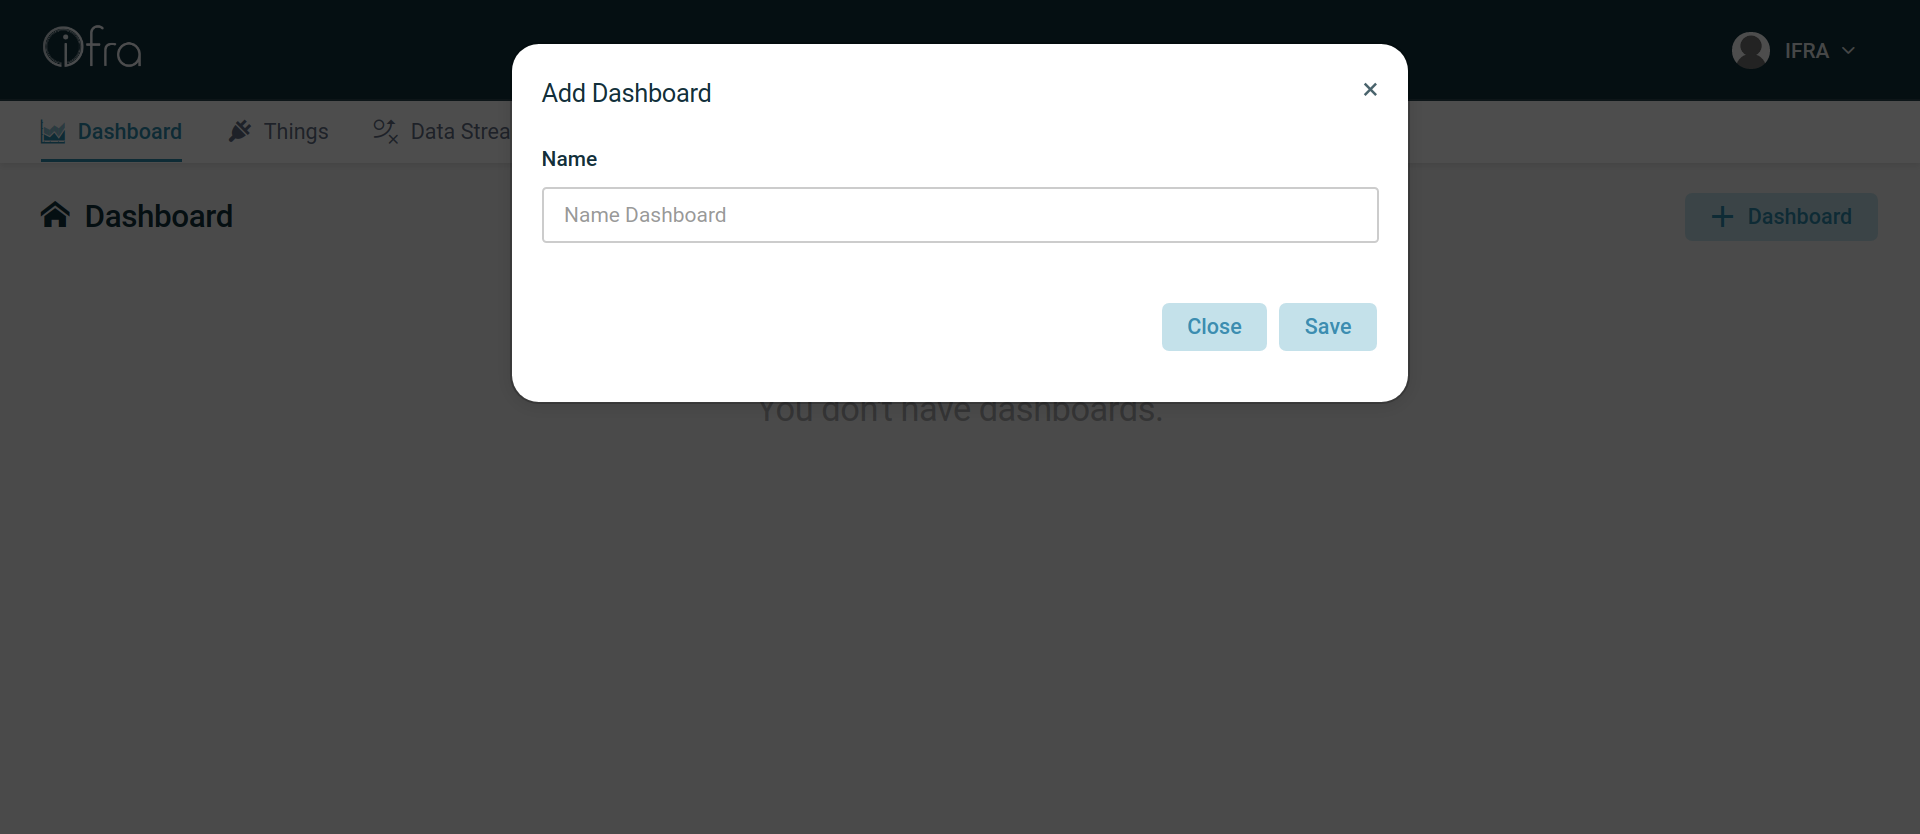 ifra
IFRA
Add Dashboard
×
Dashboard
Things
Data Strea
Name
Name Dashboard
Dashboard
Dashboard
Close
Save
You don't have dashboards.